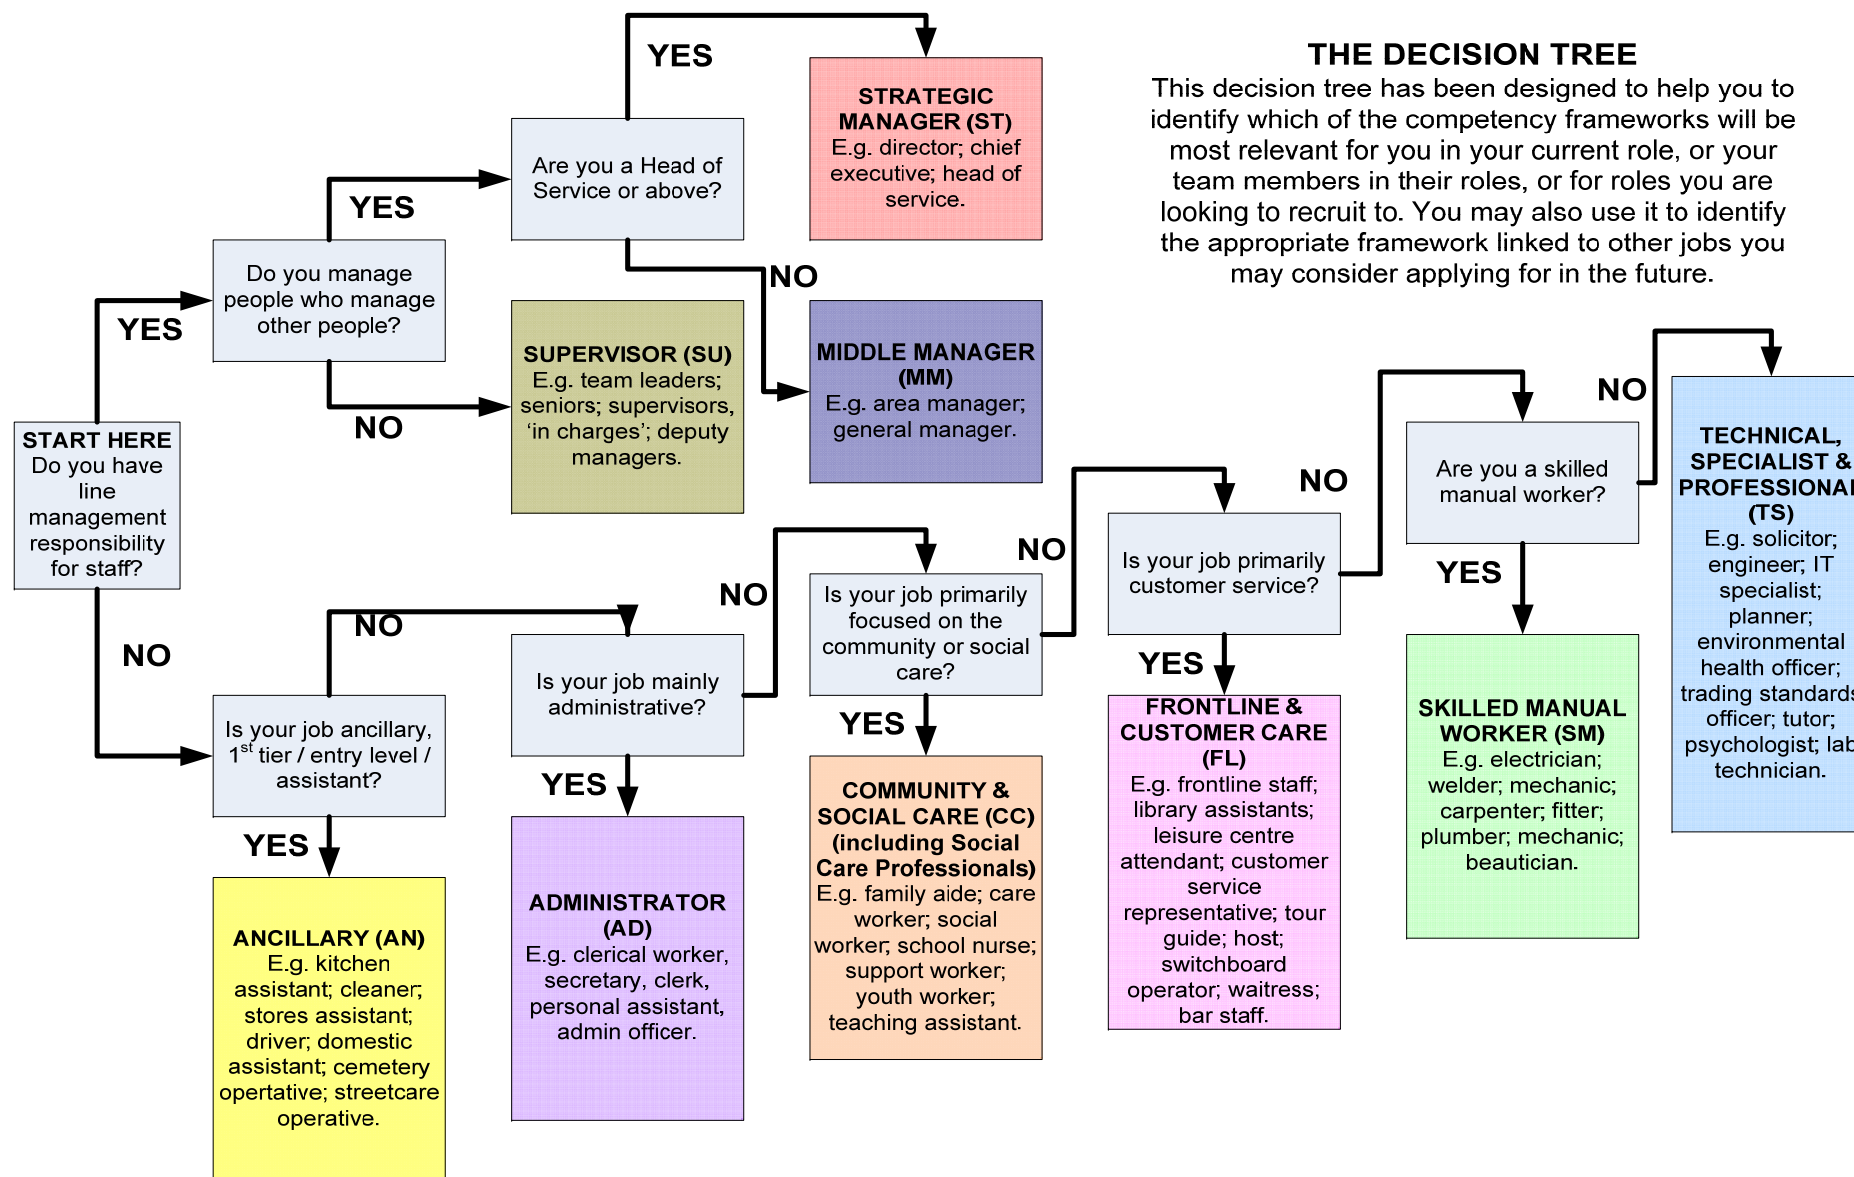 THE DECISION TREE
This decision tree has been designed to help you to
identify which of the competency frameworks will be
most relevant for you in your current role, or your
team members in their roles, or for roles you are
looking to recruit to. You may also use it to identify
the appropriate framework linked to other jobs you
may consider applying for in the future.
START HERE
Do you have
line
management
responsibility
for staff?
YES
NO
Do you manage
people who manage
other people?
YES
NO
Are you a Head of
Service or above?
YES
NO
STRATEGIC
MANAGER (ST)
E.g. director; chief
executive; head of
service.
SUPERVISOR (SU)
E.g. team leaders;
seniors; supervisors,
‘in charges’; deputy
managers.
MIDDLE MANAGER
(MM)
E.g. area manager;
general manager.
Is your job ancillary,
1st tier / entry level /
assistant?
NO
YES
ANCILLARY (AN)
E.g. kitchen
assistant; cleaner;
stores assistant;
driver; domestic
assistant; cemetery
opertative; streetcare
operative.
Is your job mainly
administrative?
NO
YES
ADMINISTRATOR
(AD)
E.g. clerical worker,
secretary, clerk,
personal assistant,
admin officer.
Is your job primarily
focused on the
community or social
care?
NO
YES
COMMUNITY &
SOCIAL CARE (CC)
(including Social
Care Professionals)
E.g. family aide; care
worker; social
worker; school nurse;
support worker;
youth worker;
teaching assistant.
Is your job primarily
customer service?
NO
YES
FRONTLINE &
CUSTOMER CARE
(FL)
E.g. frontline staff;
library assistants;
leisure centre
attendant; customer
service
representative; tour
guide; host;
switchboard
operator; waitress;
bar staff.
Are you a skilled
manual worker?
NO
YES
SKILLED MANUAL
WORKER (SM)
E.g. electrician;
welder; mechanic;
carpenter; fitter;
plumber; mechanic;
beautician.
TECHNICAL,
SPECIALIST &
PROFESSIONAL
(TS)
E.g. solicitor;
engineer; IT
specialist;
planner;
environmental
health officer;
trading standards
officer; tutor;
psychologist; lab
technician.